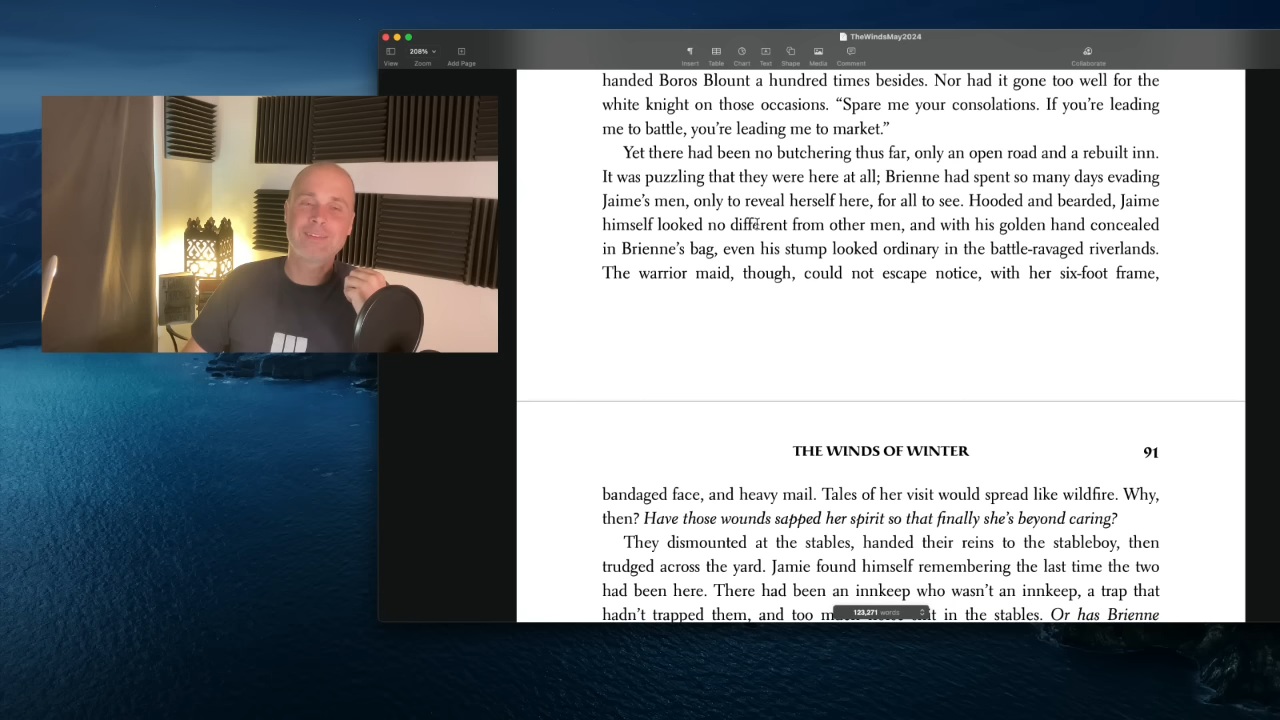 TheWindsMay2024
208%
View
Zoom
Add Page
Insert
Table
Chart
Text
Shape
Media
Comment
Collaborate
handed Boros Blount a hundred times besides. Nor had it gone too well for the
white knight on those occasions. “Spare me your consolations. If you’re leading
me to battle, you’re leading me to market.”
Yet there had been no butchering thus far, only an open road and a rebuilt inn.
It was puzzling that they were here at all; Brienne had spent so many days evading
Jaime’s men, only to reveal herself here, for all to see. Hooded and bearded, Jaime
himself looked no different from other men, and with his golden hand concealed
in Brienne’s bag, even his stump looked ordinary in the battle-ravaged riverlands.
The warrior maid, though, could not escape notice, with her six-foot frame,
THE WINDS OF WINTER 91
bandaged face, and heavy mail. Tales of her visit would spread like wildfire. Why,
then? Have those wounds sapped her spirit so that finally she’s beyond caring?
They dismounted at the stables, handed their reins to the stableboy, then
trudged across the yard. Jamie found himself remembering the last time the two
had been here. There had been an innkeep who wasn’t an innkeep, a trap that
hadn’t trapped them, and too in the stables. Or has Brienne
123,271 words